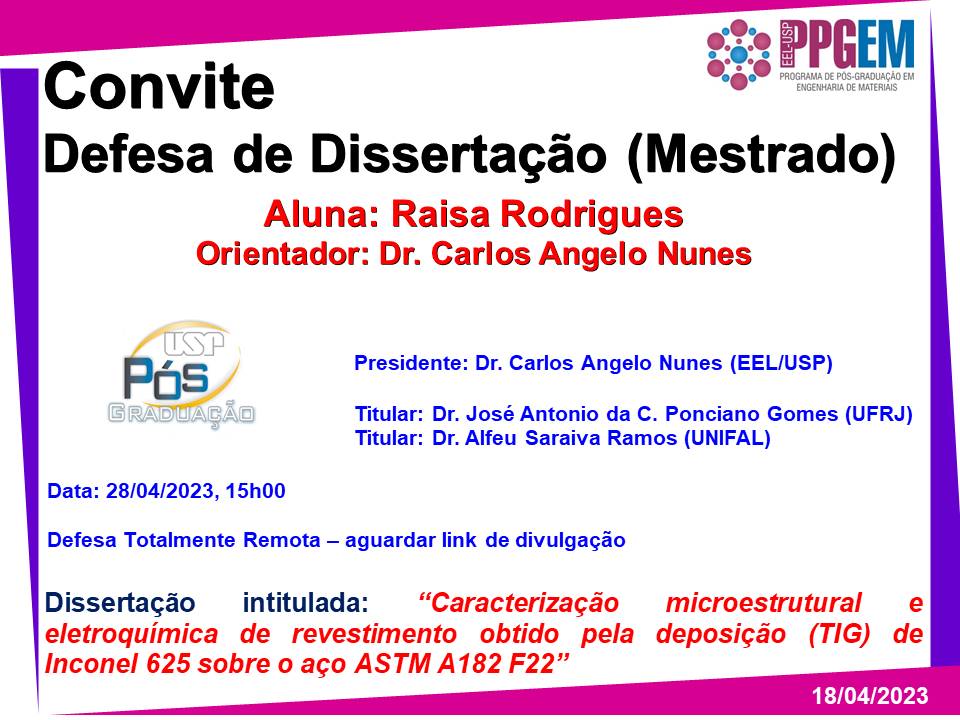 EEL-USP
PPGEM
PROGRAMA DE PÓS-GRADUAÇÃO EM
ENGENHARIA DE MATERIAIS
Convite
Defesa de Dissertação (Mestrado)
Aluna: Raisa Rodrigues
Orientador: Dr. Carlos Angelo Nunes
USP
Pós
GRADUAÇÃO
Presidente: Dr. Carlos Angelo Nunes (EEL/USP)
Titular: Dr. José Antonio da C. Ponciano Gomes (UFRJ)
Titular: Dr. Alfeu Saraiva Ramos (UNIFAL)
Data: 28/04/2023, 15h00
Defesa Totalmente Remota – aguardar link de divulgação
Dissertação intitulada: “Caracterização microestrutural e
eletroquímica de revestimento obtido pela deposição (TIG) de
Inconel 625 sobre o aço ASTM A182 F22”
18/04/2023